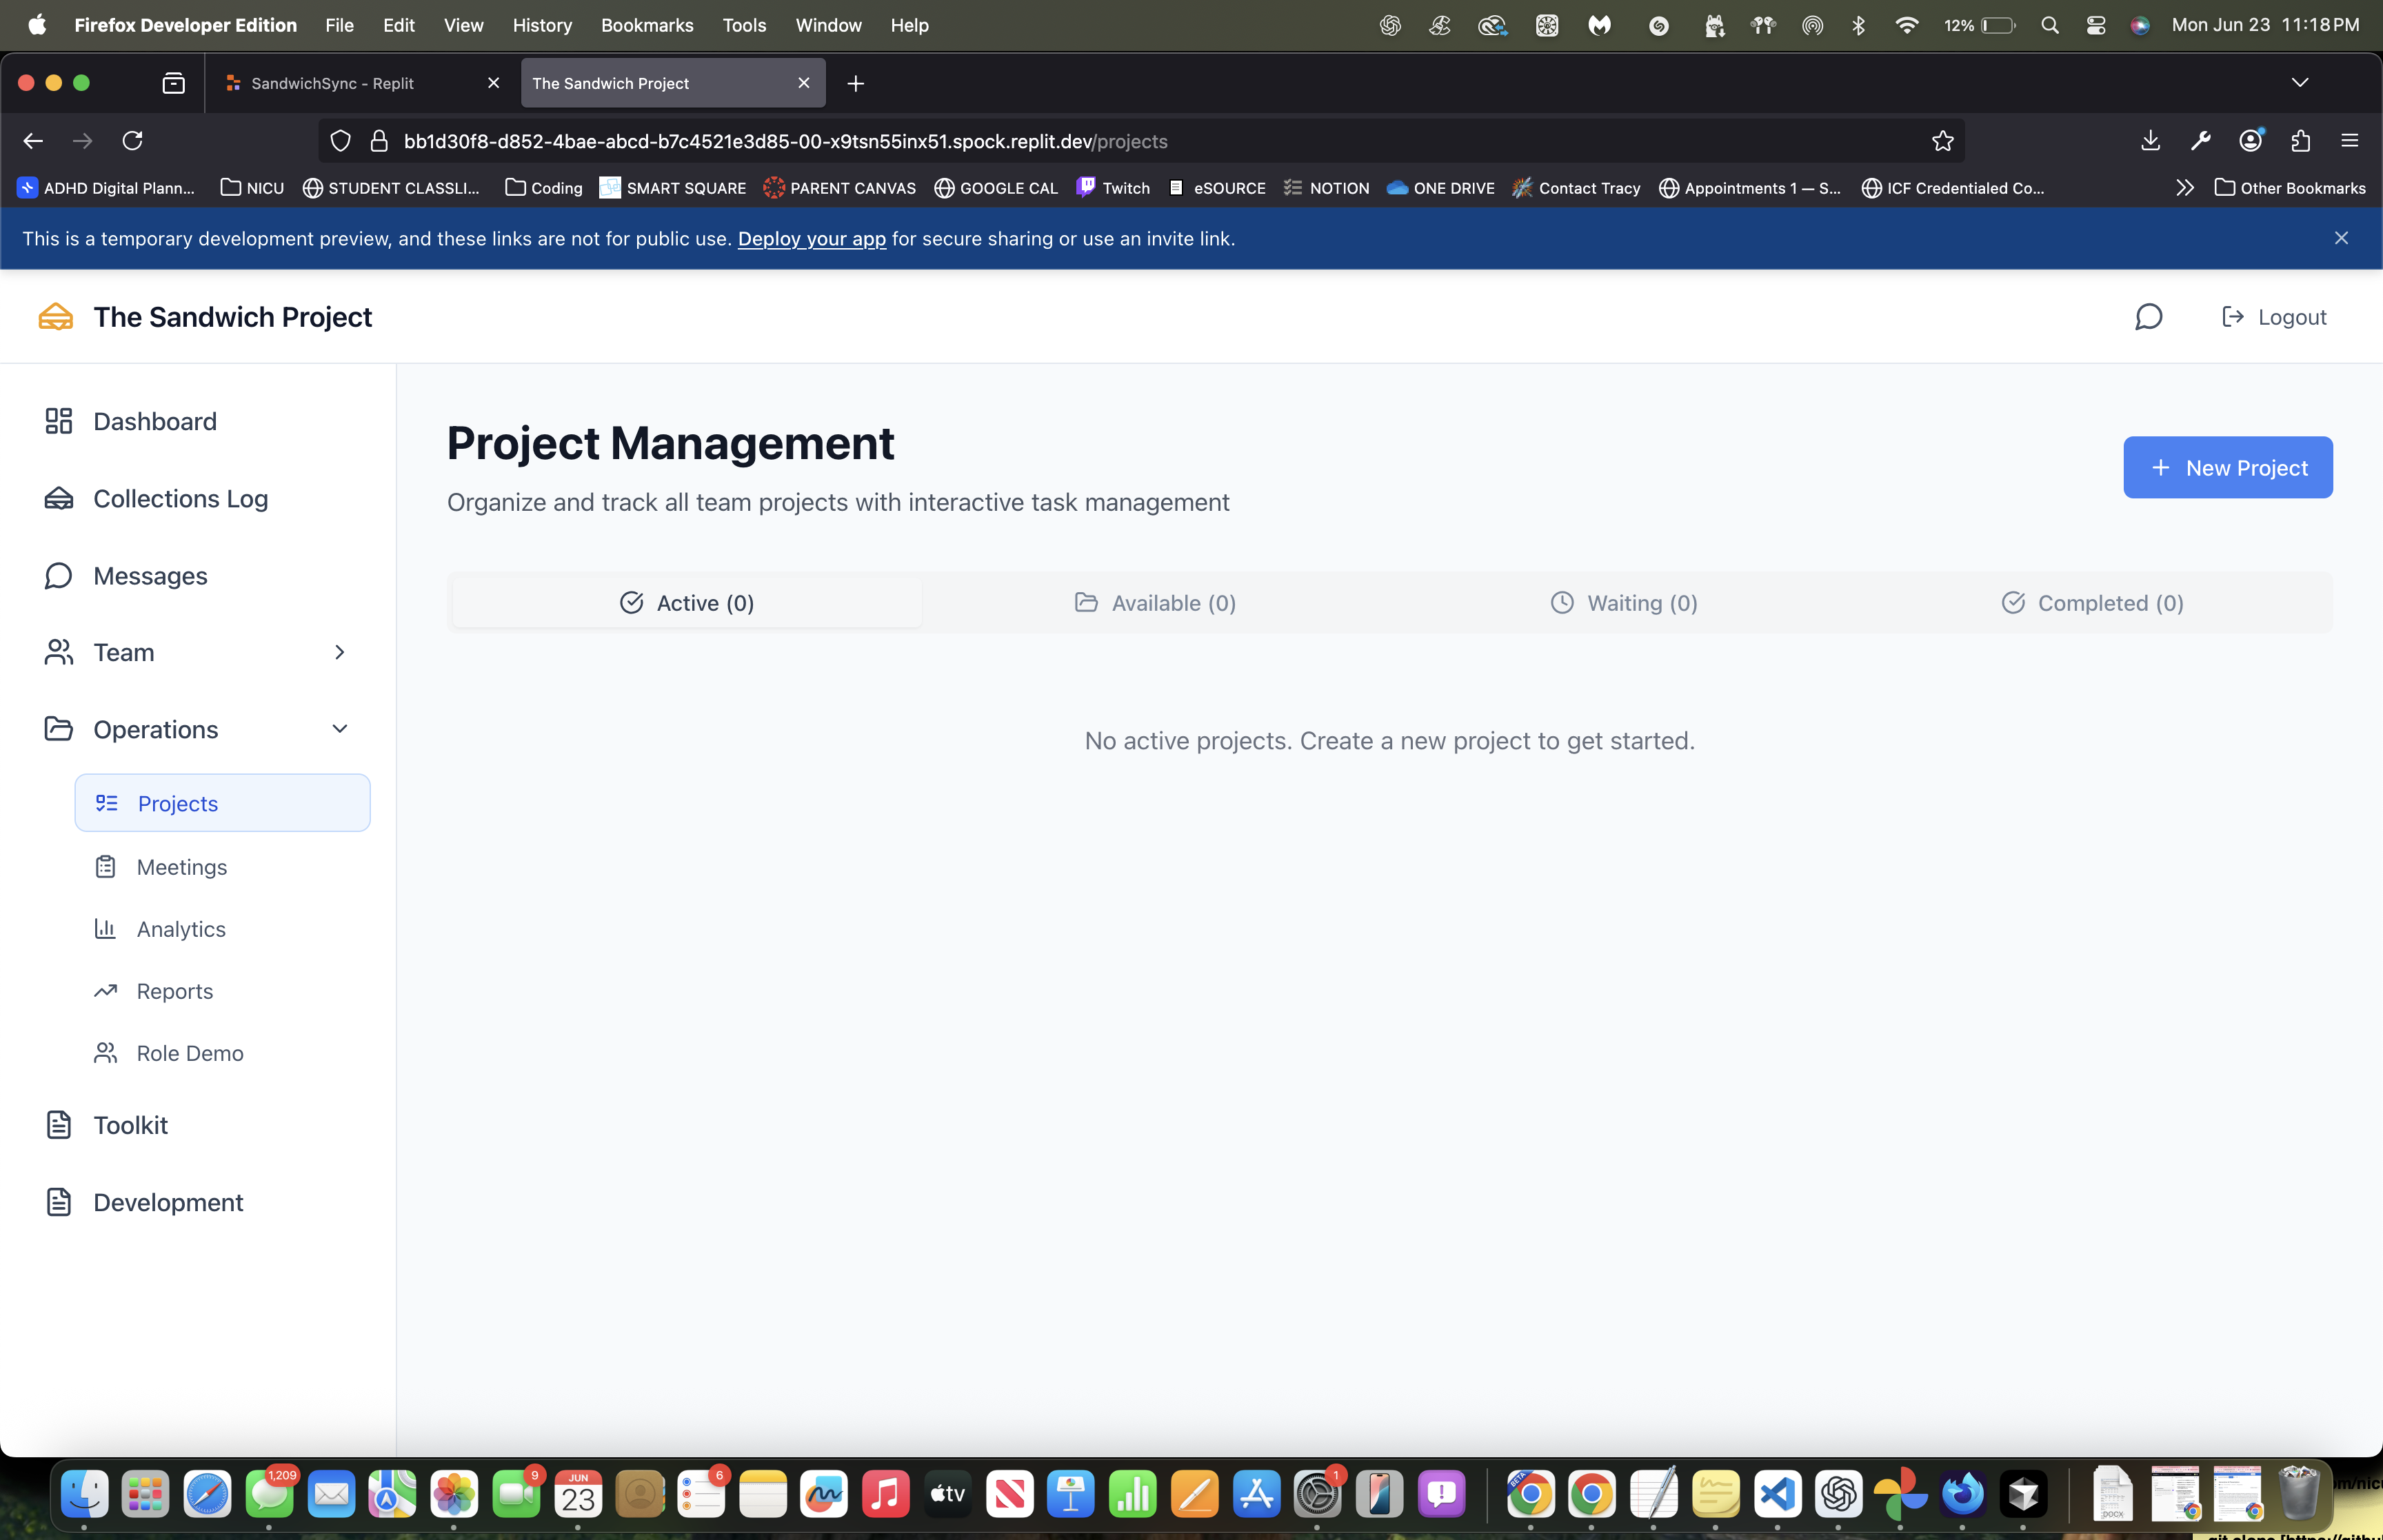 Firefox Developer Edition File Edit View History Bookmarks Tools Window Help 12% Mon Jun 23 11:18 PM
SandwichSync - Replit The Sandwich Project
bb1d30f8-d852-4bae-abcd-b7c4521e3d85-00-x9tsn55inx51.spock.replit.dev/projects
ADHD Digital Plann... NICU STUDENT CLASSLI... Coding SMART SQUARE PARENT CANVAS GOOGLE CAL Twitch eSOURCE NOTION ONE DRIVE Contact Tracy Appointments 1 — S... ICF Credentialed Co... Other Bookmarks
This is a temporary development preview, and these links are not for public use. Deploy your app for secure sharing or use an invite link.
The Sandwich Project
Logout
Dashboard
Collections Log
Messages
Team
Operations
Projects
Meetings
Analytics
Reports
Role Demo
Toolkit
Development
Project Management
Organize and track all team projects with interactive task management
+ New Project
Active (0) Available (0) Waiting (0) Completed (0)
No active projects. Create a new project to get started.
1,209 9 JUN 23 6 tv 1 BETA DOCX